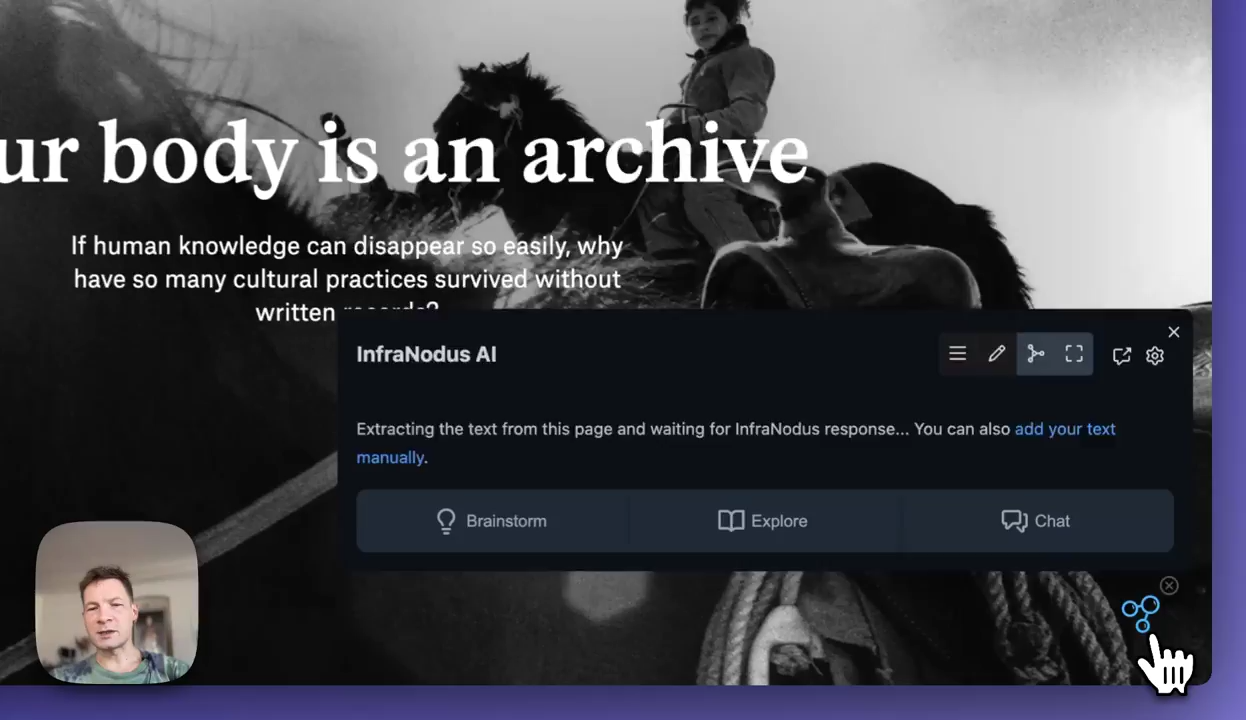 ur body is an archive
If human knowledge can disappear so easily, why
have so many cultural practices survived without
written records?
InfraNodus AI
Extracting the text from this page and waiting for InfraNodus response... You can also add your text
manually.
Brainstorm
Explore
Chat